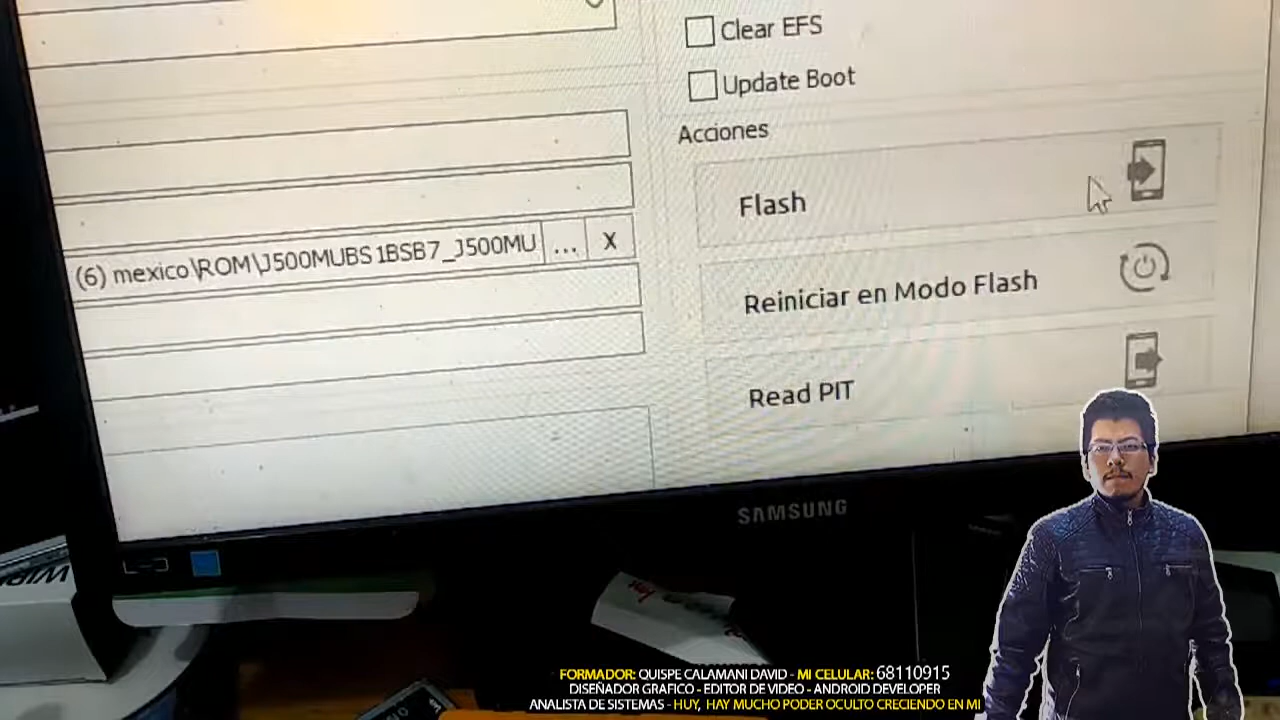 Clear EFS
Update Boot
Acciones
Flash
(6) mexico\ROM\J500MUBS1BSB7_J500MU
... X
Reiniciar en Modo Flash
Read PIT
SAMSUNG
FORMADOR: QUISPE CALAMANI DAVID - MI CELULAR: 68110915
DISEÑADOR GRAFICO - EDITOR DE VIDEO - ANDROID DEVELOPER
ANALISTA DE SISTEMAS - HUY, HAY MUCHO PODER OCULTO CRECIENDO EN MI